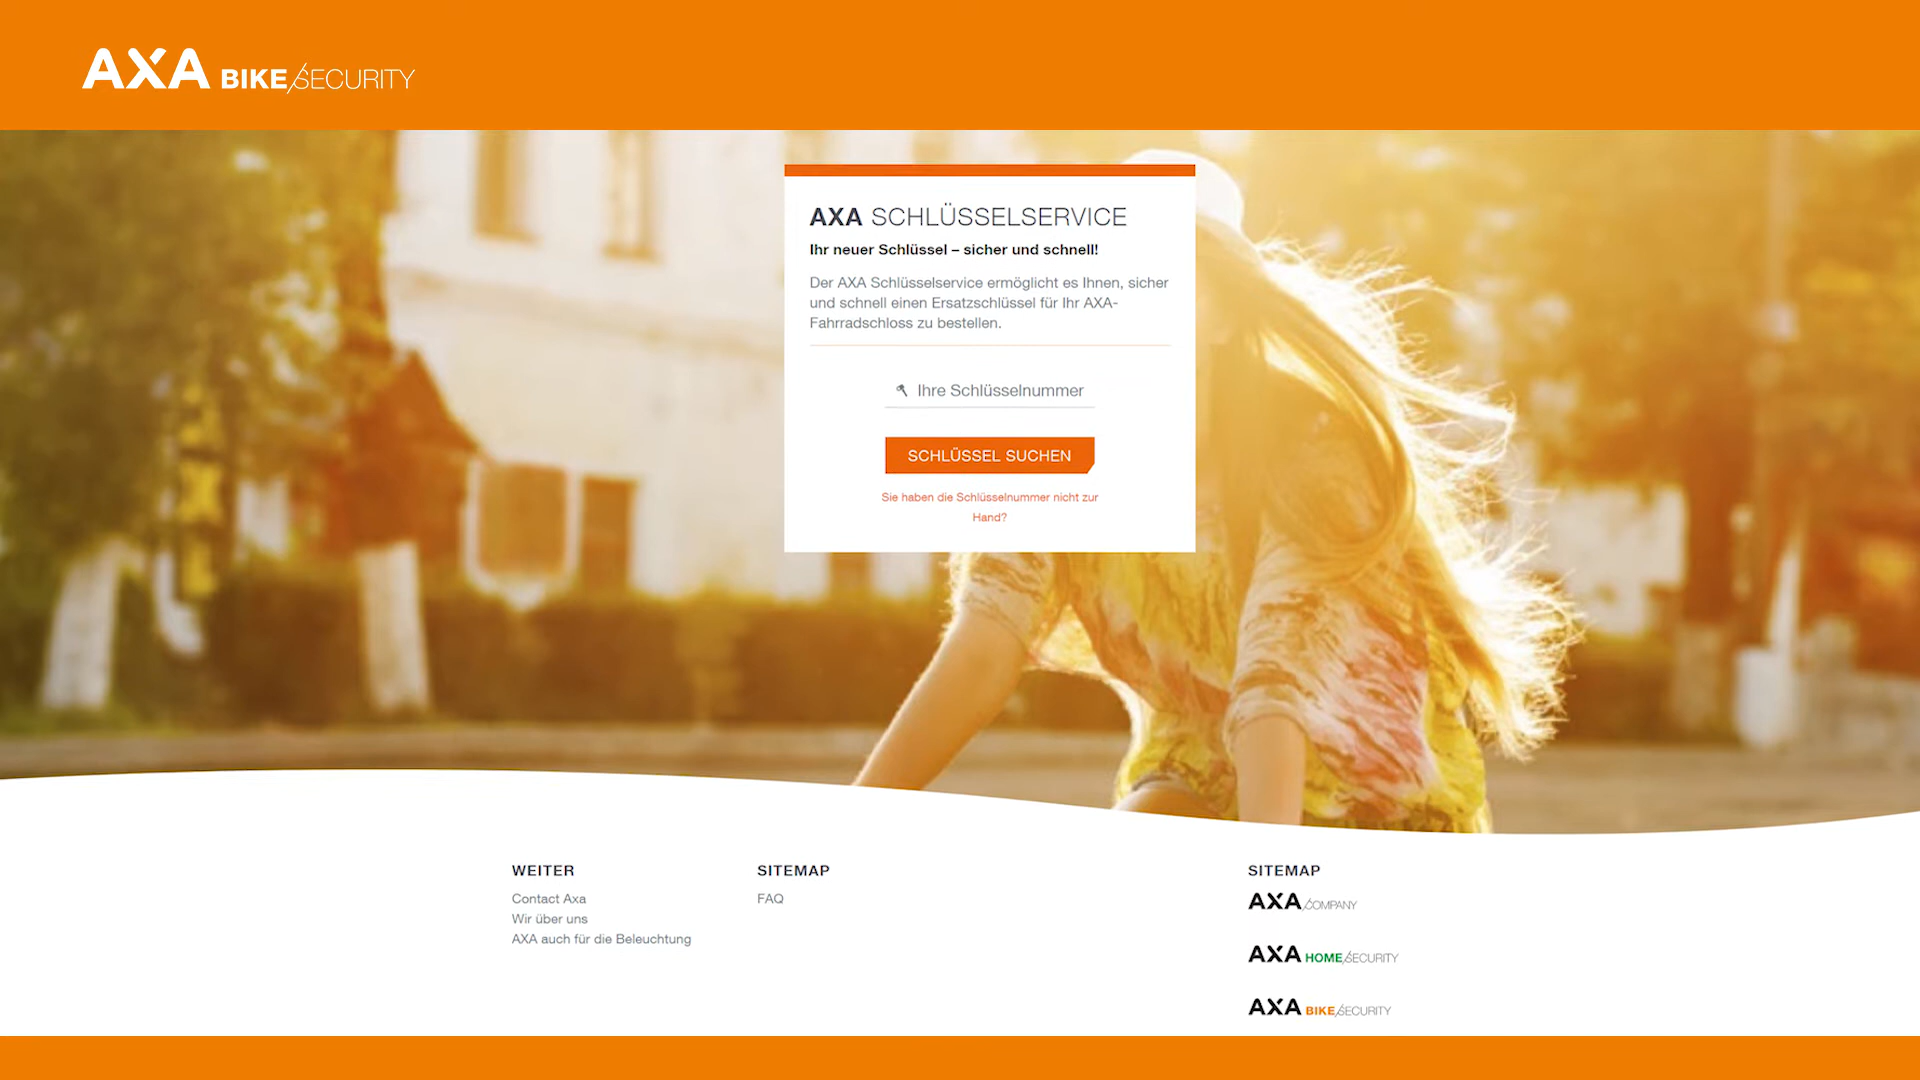 AXA BIKE/SECURITY
AXA SCHLÜSSELSERVICE
Ihr neuer Schlüssel – sicher und schnell!
Der AXA Schlüsselservice ermöglicht es Ihnen, sicher
und schnell einen Ersatzschlüssel für Ihr AXA-
Fahrradschloss zu bestellen.
Ihre Schlüsselnummer
SCHLÜSSEL SUCHEN
Sie haben die Schlüsselnummer nicht zur
Hand?
WEITER
Contact Axa
Wir über uns
AXA auch für die Beleuchtung
SITEMAP
FAQ
SITEMAP
AXA/COMPANY
AXA HOME/SECURITY
AXA BIKE/SECURITY